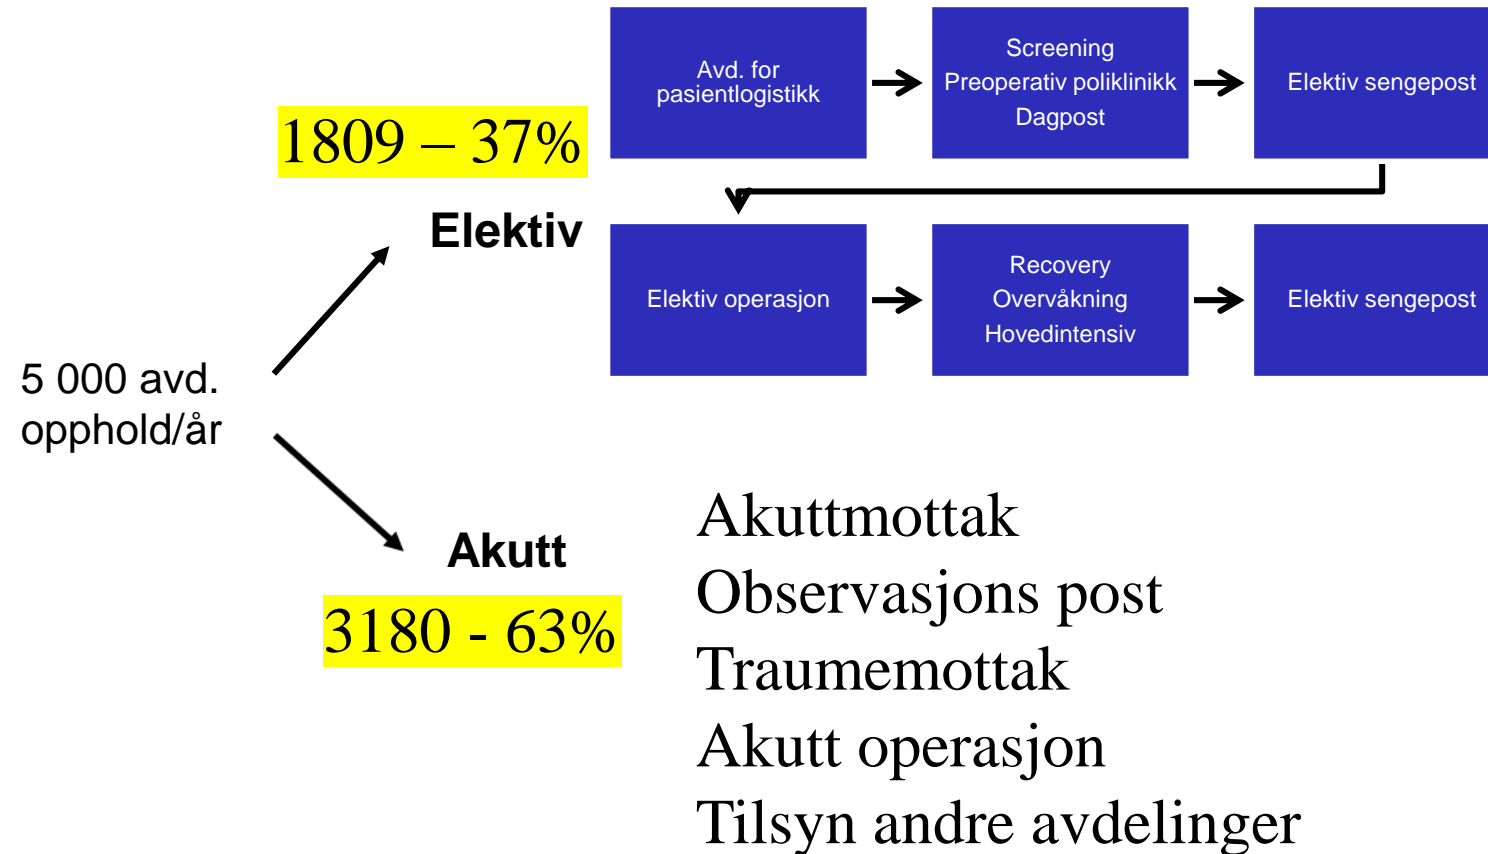 Avd. for
pasientlogistikk
Screening
Preoperativ poliklinikk
Dagpost
Elektiv sengepost
1809 – 37%
Elektiv
Elektiv operasjon
Recovery
Overvåkning
Hovedintensiv
Elektiv sengepost
5 000 avd.
opphold/år
Akutt
3180 - 63%
Akuttmottak
Observasjons post
Traumemottak
Akutt operasjon
Tilsyn andre avdelinger